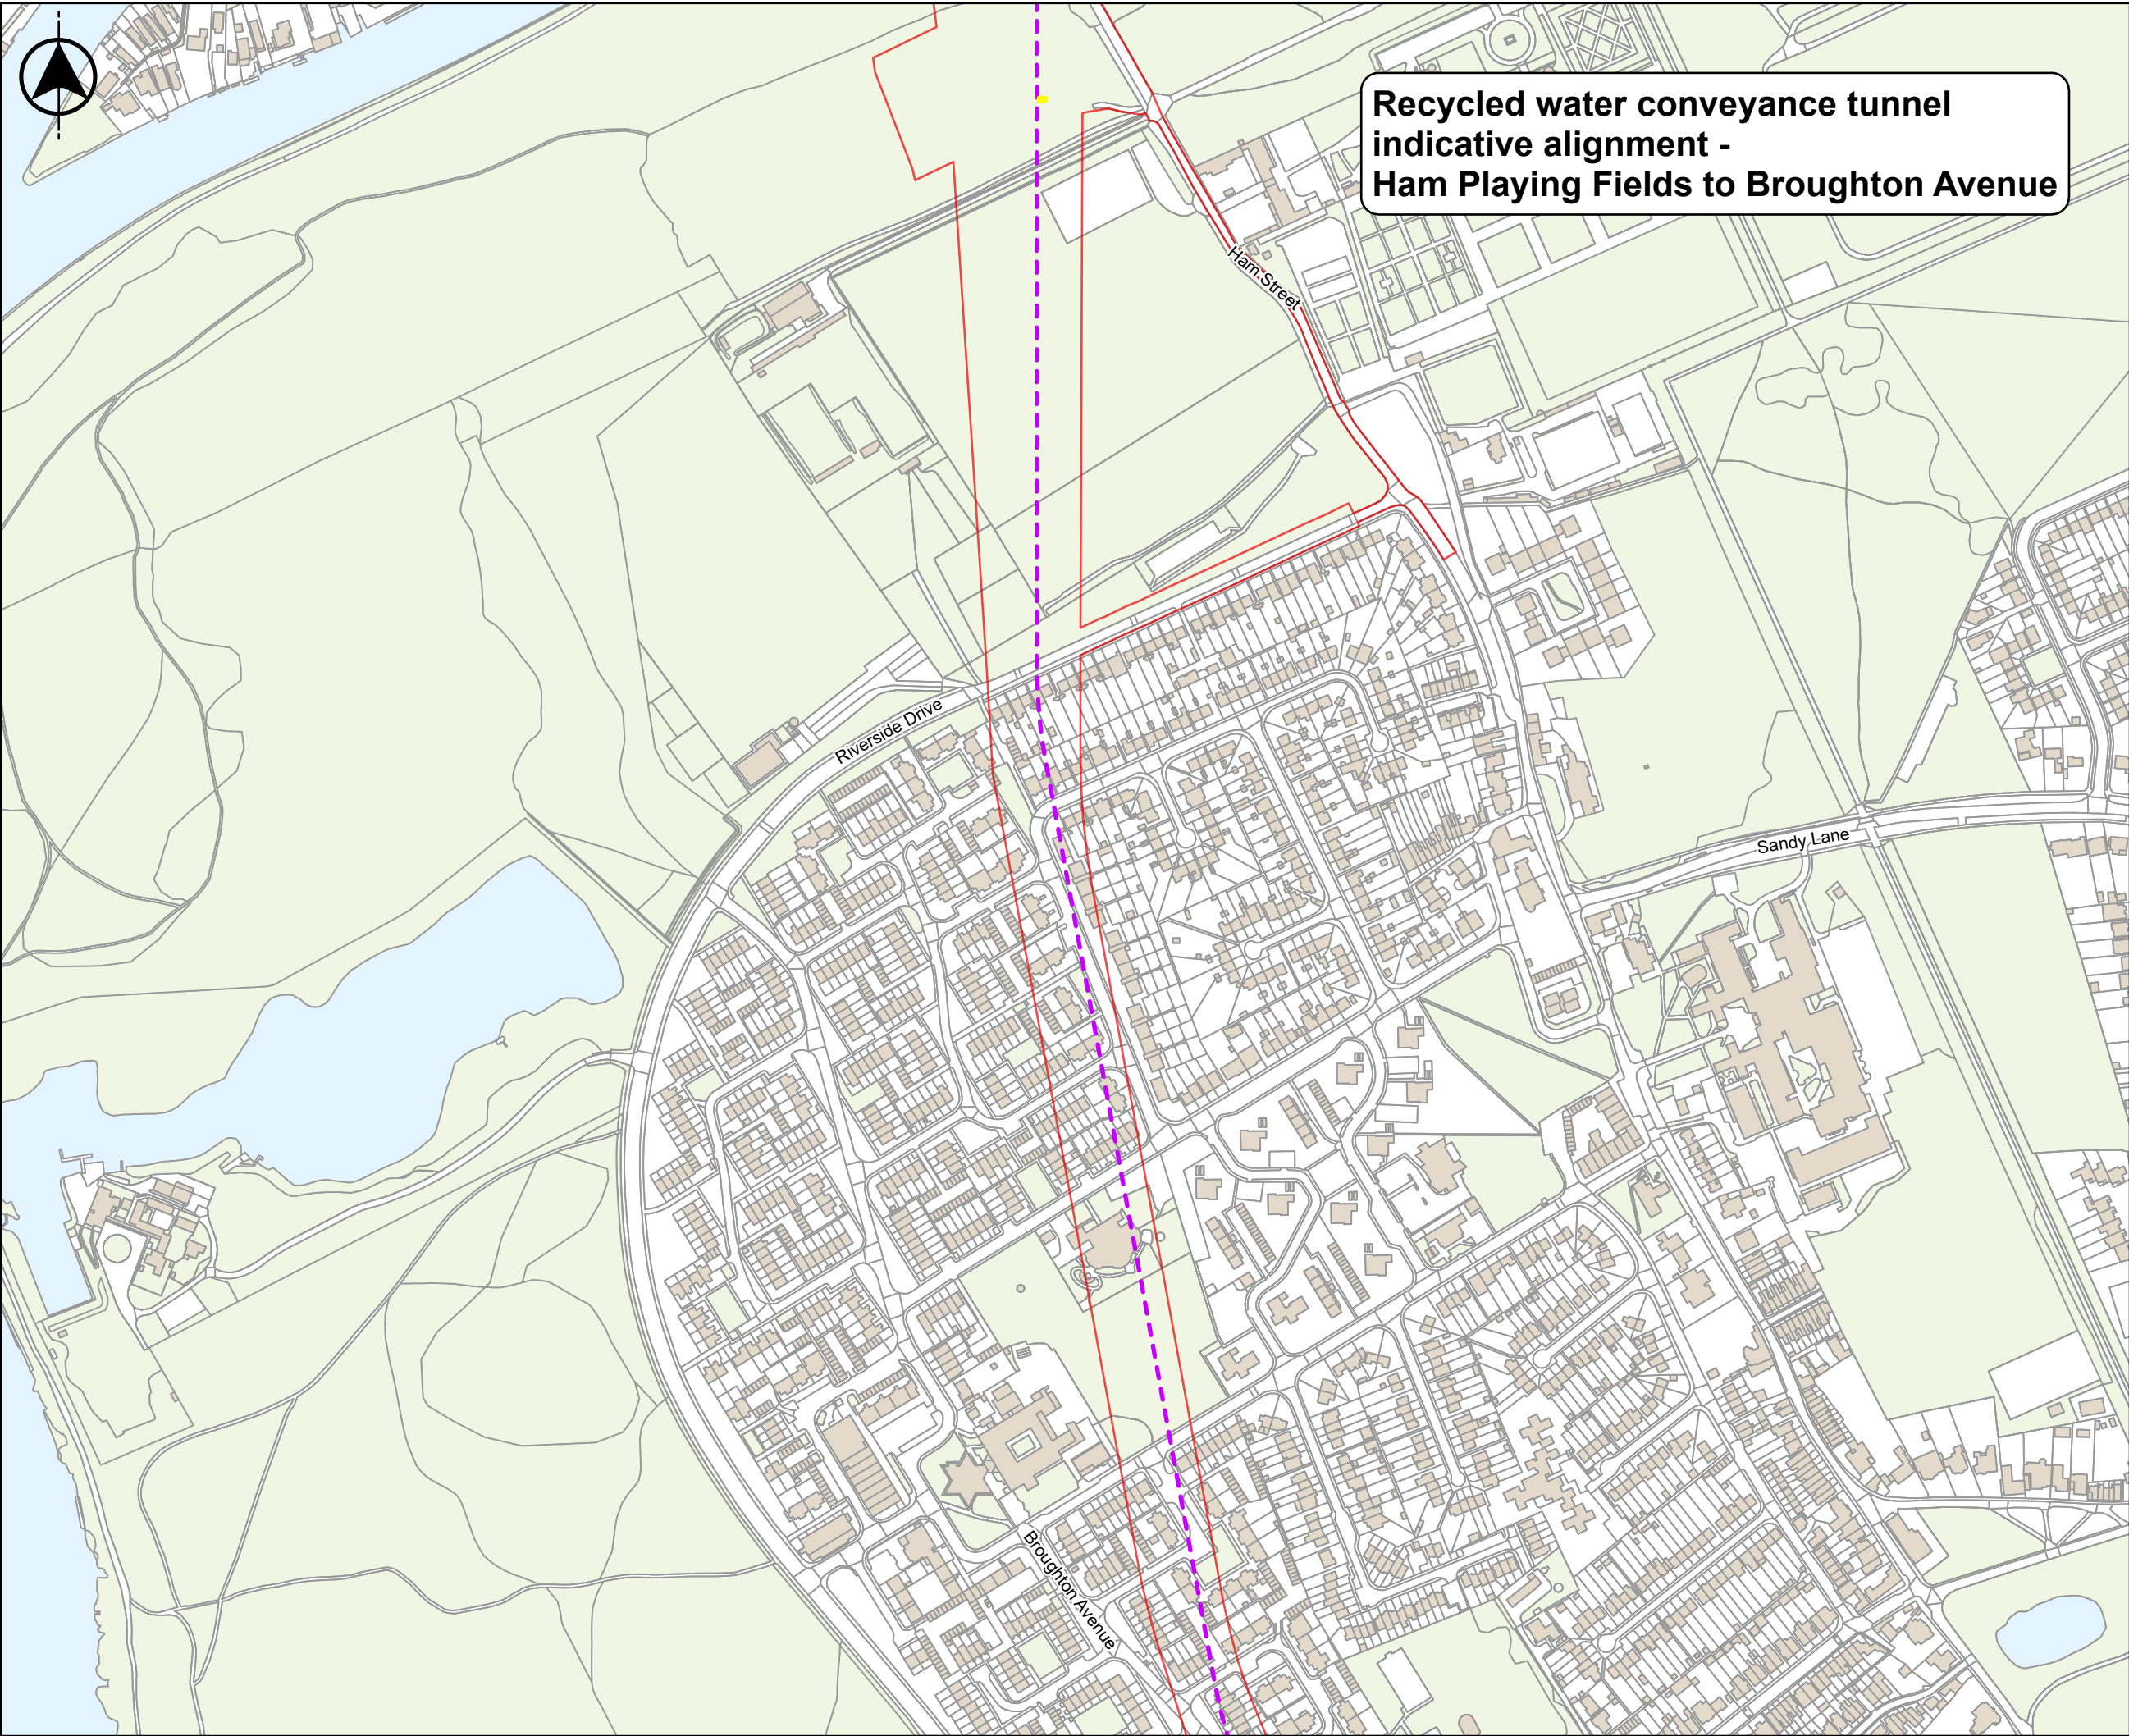 Recycled water conveyance tunnel
indicative alignment -
Ham Playing Fields to Broughton Avenue
Ham Street
Riverside Drive
Sandy Lane
Broughton Avenue